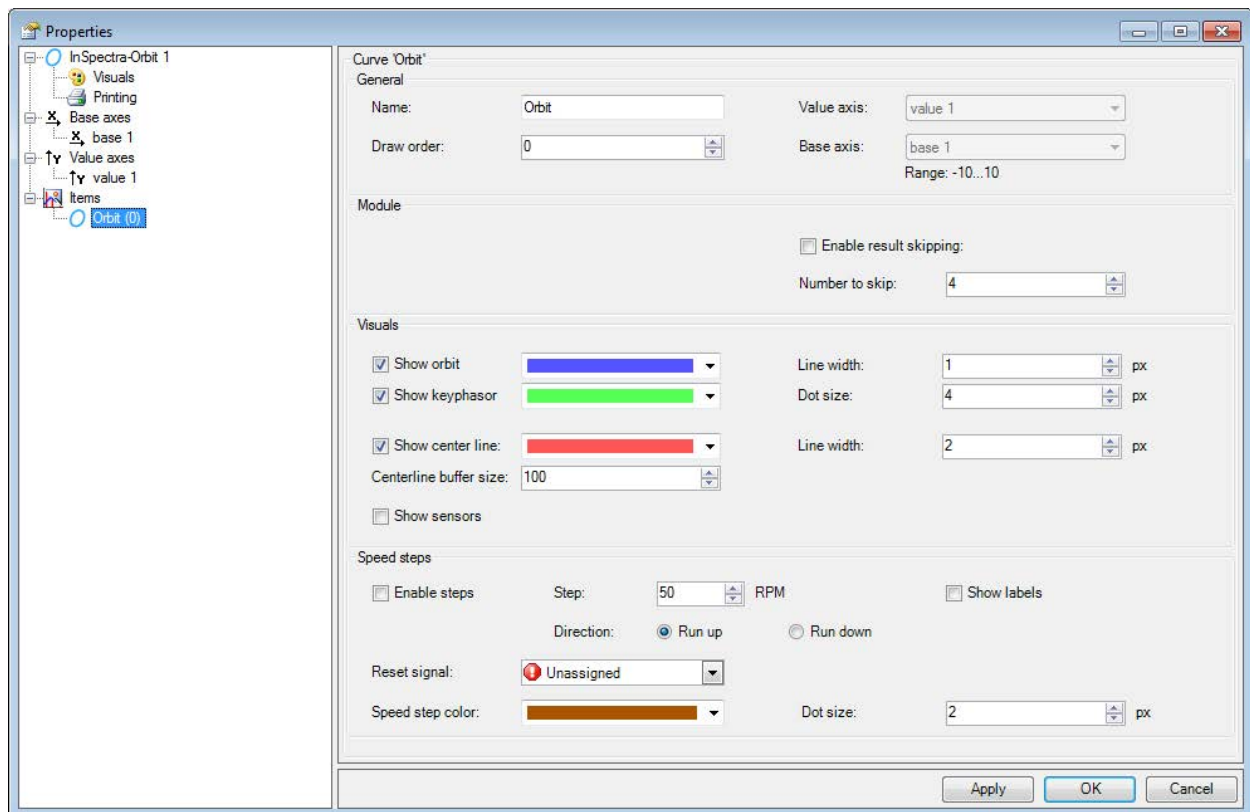 Properties
InSpectra-Orbit 1
Visuals
Printing
X Base axes
X base 1
Y Value axes
Y value 1
Items
Orbit (0)
Curve 'Orbit'
General
Name: Orbit Value axis: value 1
Draw order: 0 Base axis: base 1
Range: -10...10
Module
Enable result skipping:
Number to skip: 4
Visuals
Show orbit Line width: 1 px
Show keyphasor Dot size: 4 px
Show center line: Line width: 2 px
Centerline buffer size: 100
Show sensors
Speed steps
Enable steps Step: 50 RPM Show labels
Direction: Run up Run down
Reset signal: Unassigned
Speed step color: Dot size: 2 px
Apply OK Cancel